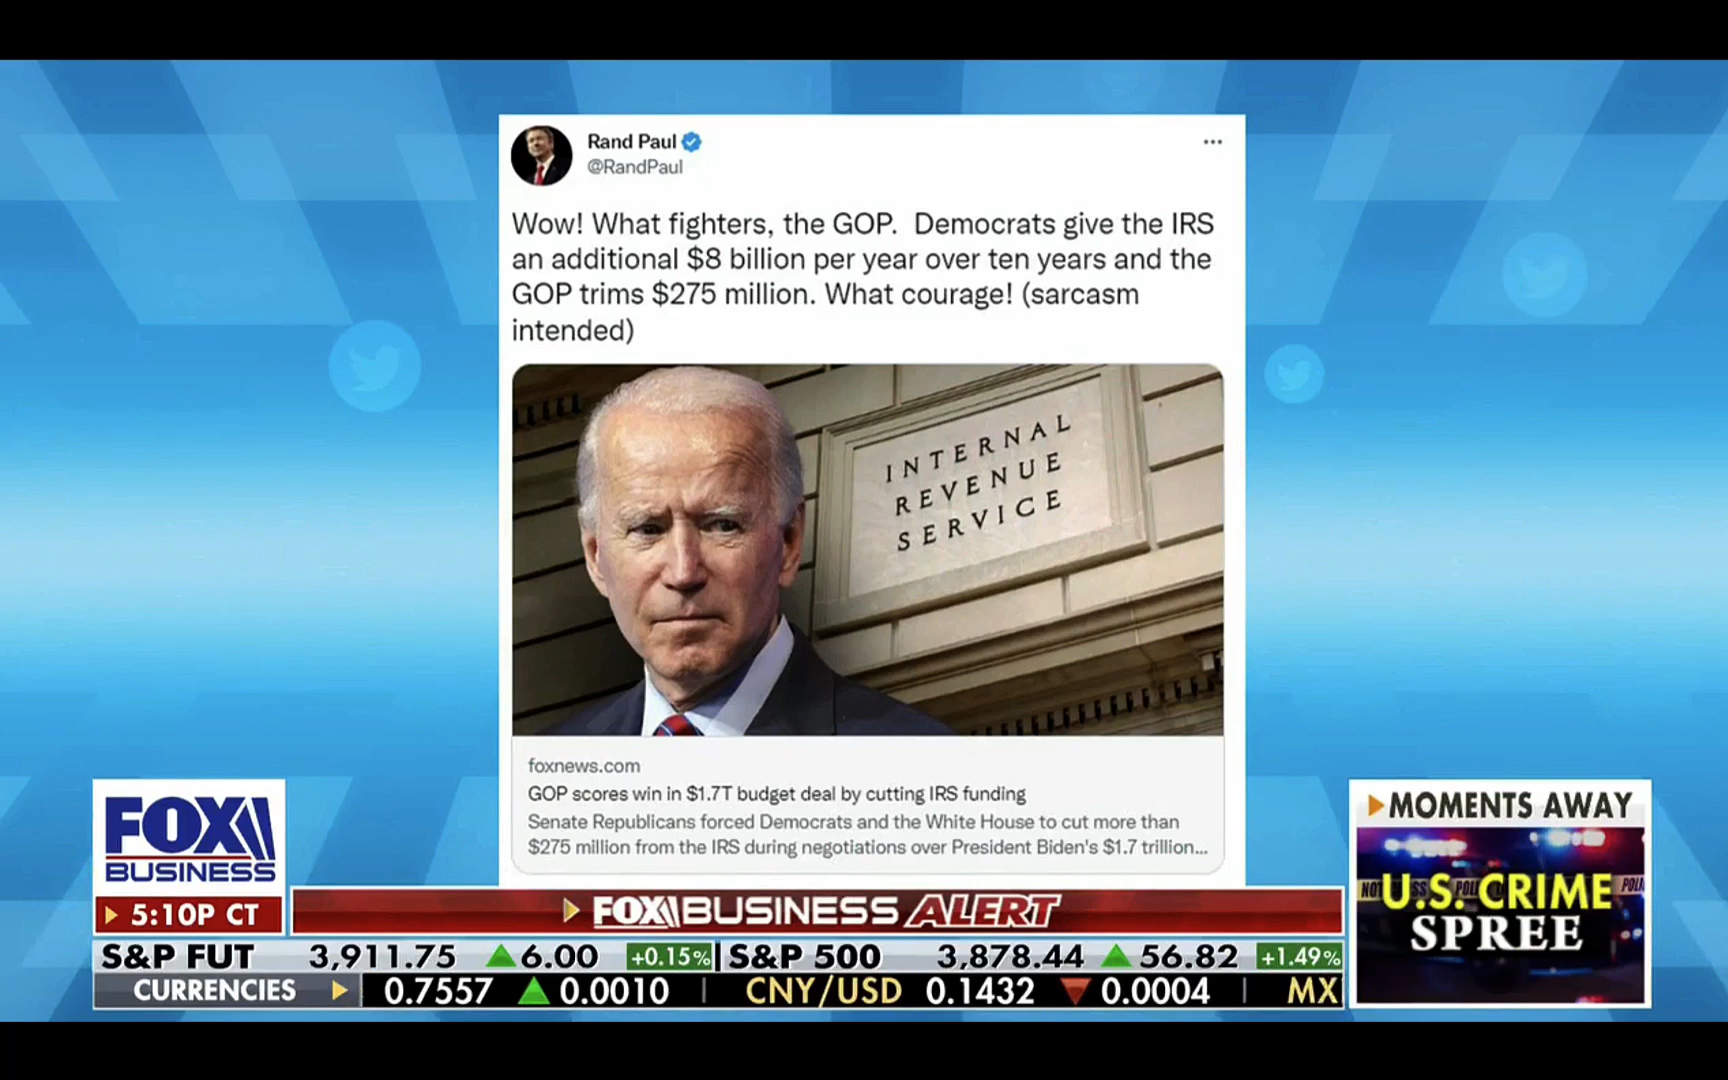 Rand Paul
@RandPaul
Wow! What fighters, the GOP. Democrats give the IRS
an additional $8 billion per year over ten years and the
GOP trims $275 million. What courage! (sarcasm
intended)
INTERNAL
REVENUE
SERVICE
foxnews.com
GOP scores win in $1.7T budget deal by cutting IRS funding
Senate Republicans forced Democrats and the White House to cut more than
$275 million from the IRS during negotiations over President Biden's $1.7 trillion...
FOX
BUSINESS
5:10P CT
FOX BUSINESS ALERT
MOMENTS AWAY
U.S. CRIME
SPREE
S&P FUT 3,911.75 6.00 +0.15% S&P 500 3,878.44 56.82 +1.49%
CURRENCIES 0.7557 0.0010 CNY/USD 0.1432 0.0004 MX